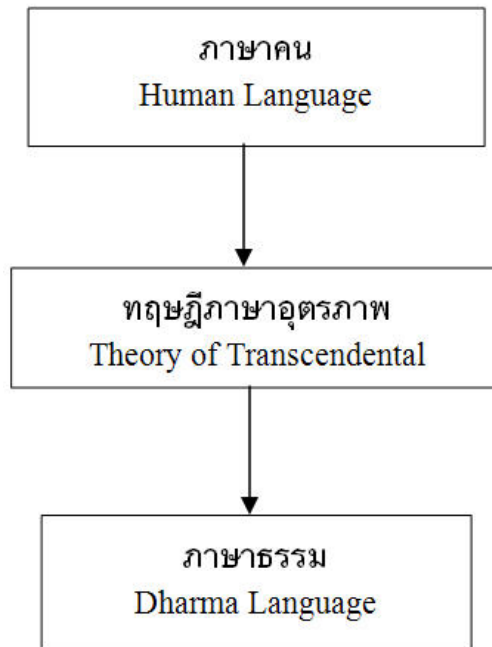 ภาษาคน
Human Language
ทฤษฎีภาษาอุตรภาพ
Theory of Transcendental
ภาษาธรรม
Dharma Language